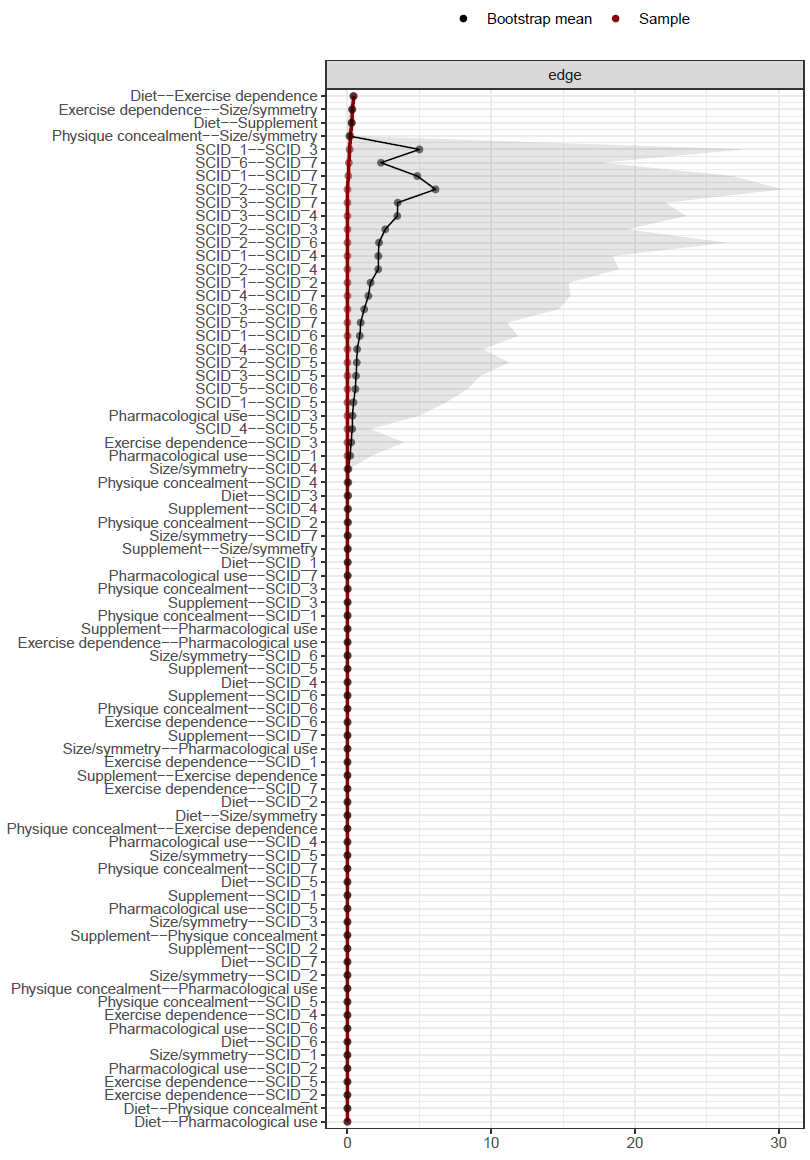 Bootstrap mean Sample
edge
Diet−−Exercise dependence
Exercise dependence−−Size/symmetry
Diet−−Supplement
Physique concealment−−Size/symmetry
SCID_1−−SCID_3
SCID_6−−SCID_7
SCID_1−−SCID_7
SCID_2−−SCID_7
SCID_3−−SCID_7
SCID_3−−SCID_4
SCID_2−−SCID_3
SCID_2−−SCID_6
SCID_1−−SCID_4
SCID_2−−SCID_4
SCID_1−−SCID_2
SCID_4−−SCID_7
SCID_3−−SCID_6
SCID_5−−SCID_7
SCID_1−−SCID_6
SCID_4−−SCID_6
SCID_2−−SCID_5
SCID_3−−SCID_5
SCID_5−−SCID_6
SCID_1−−SCID_5
Pharmacological use−−SCID_3
SCID_4−−SCID_5
Exercise dependence−−SCID_3
Pharmacological use−−SCID_1
Size/symmetry−−SCID_4
Physique concealment−−SCID_4
Diet−−SCID_3
Supplement−−SCID_4
Physique concealment−−SCID_2
Size/symmetry−−SCID_7
Supplement−−Size/symmetry
Diet−−SCID_1
Pharmacological use−−SCID_7
Physique concealment−−SCID_3
Supplement−−SCID_3
Physique concealment−−SCID_1
Supplement−−Pharmacological use
Exercise dependence−−Pharmacological use
Size/symmetry−−SCID_6
Supplement−−SCID_5
Diet−−SCID_4
Supplement−−SCID_6
Physique concealment−−SCID_6
Exercise dependence−−SCID_6
Supplement−−SCID_7
Size/symmetry−−Pharmacological use
Exercise dependence−−SCID_1
Supplement−−Exercise dependence
Exercise dependence−−SCID_7
Diet−−SCID_2
Diet−−Size/symmetry
Physique concealment−−Exercise dependence
Pharmacological use−−SCID_4
Size/symmetry−−SCID_5
Physique concealment−−SCID_7
Diet−−SCID_5
Supplement−−SCID_1
Pharmacological use−−SCID_5
Size/symmetry−−SCID_3
Supplement−−Physique concealment
Supplement−−SCID_2
Diet−−SCID_7
Size/symmetry−−SCID_2
Physique concealment−−Pharmacological use
Physique concealment−−SCID_5
Exercise dependence−−SCID_4
Pharmacological use−−SCID_6
Diet−−SCID_6
Size/symmetry−−SCID_1
Pharmacological use−−SCID_2
Exercise dependence−−SCID_5
Exercise dependence−−SCID_2
Diet−−Physique concealment
Diet−−Pharmacological use
0 10 20 30